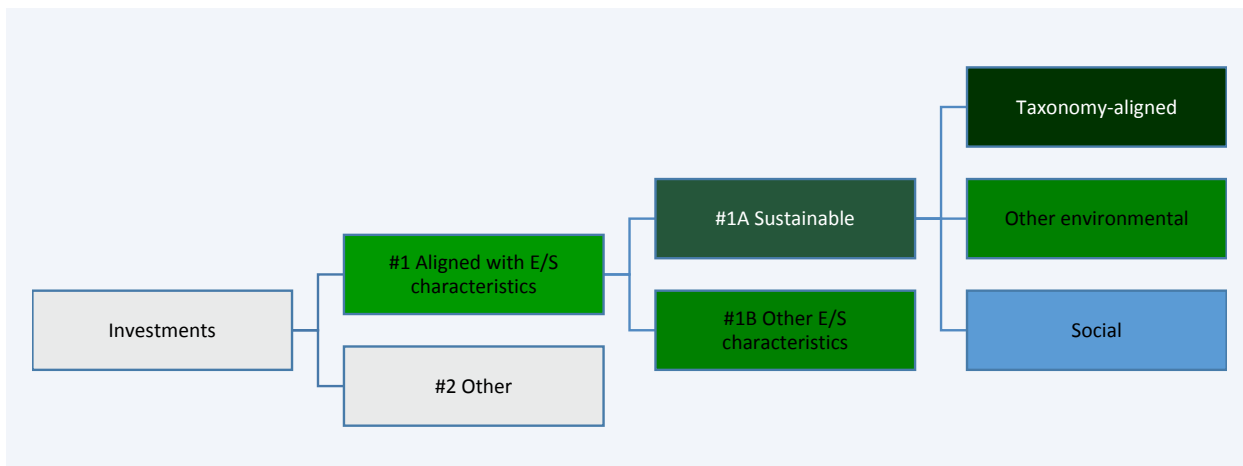 Investments
#1 Aligned with E/S
characteristics
#2 Other
#1A Sustainable
#1B Other E/S
characteristics
Taxonomy-aligned
Other environmental
Social